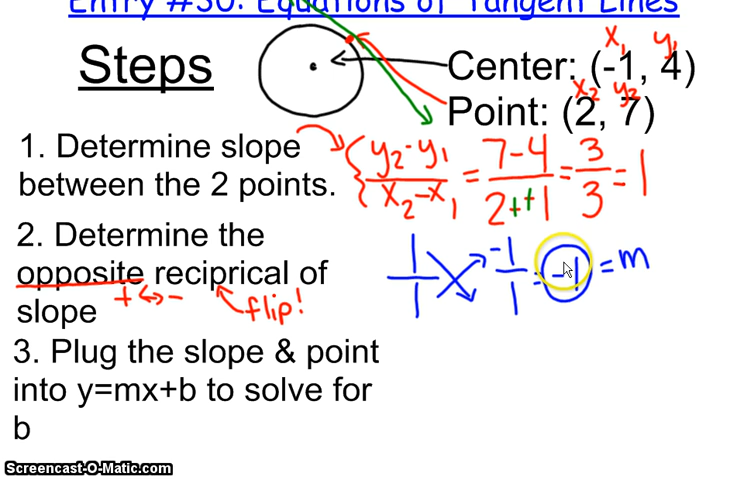 Entry #30: Equations of Tangent Lines
Steps
Center: (-1, 4)
x₁ y₁
Point: (2, 7)
x₂ y₂
1. Determine slope
between the 2 points.
y₂-y₁/x₂-x₁ = 7-4/2++1 = 3/3 = 1
2. Determine the
opposite reciprical of
slope
+↔-
flip!
1/1 -1/1 = -1 = m
3. Plug the slope & point
into y=mx+b to solve for
b
Screencast-O-Matic.com